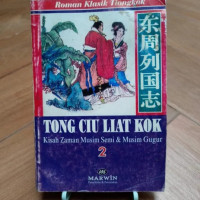 Roman Klasik Tiongkok
东周列国志
TONG CIU LIAT KOK
Kisah Zaman Musim Semi & Musim Gugur
2
MARWIN